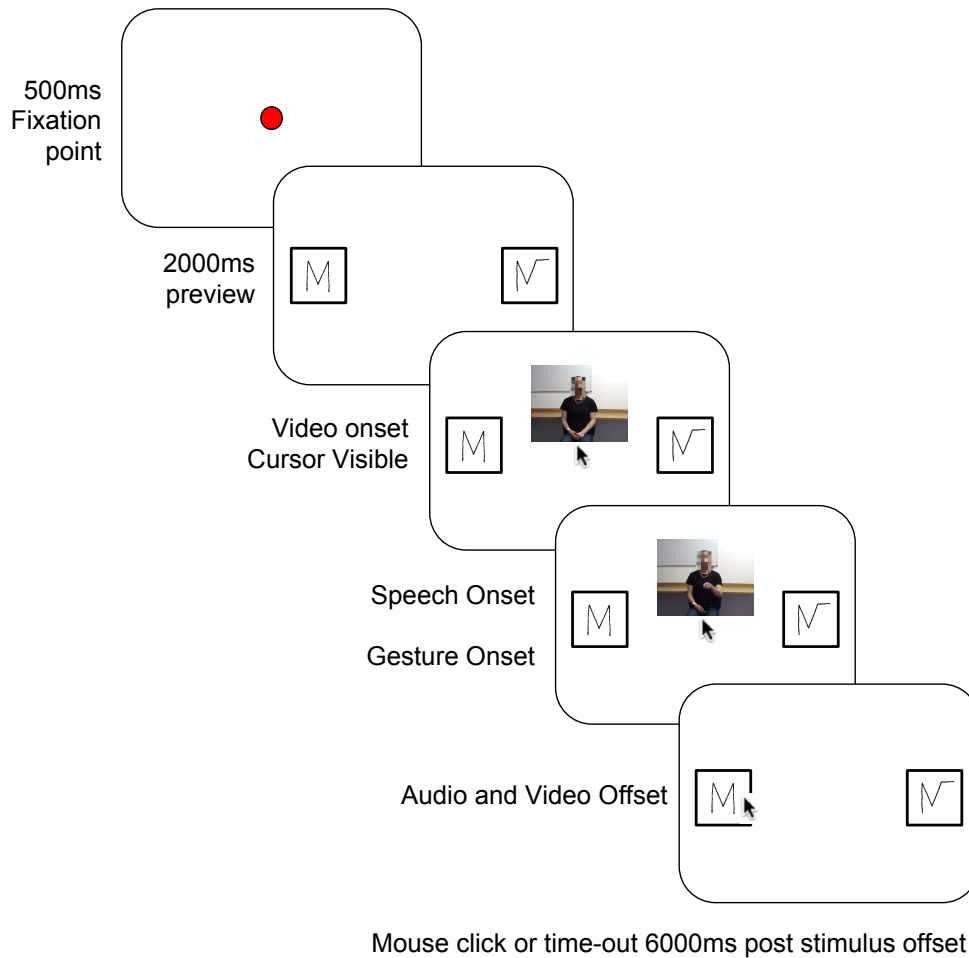 500ms
Fixation
point
2000ms
preview
Video onset
Cursor Visible
Speech Onset
Gesture Onset
Audio and Video Offset
Mouse click or time-out 6000ms post stimulus offset